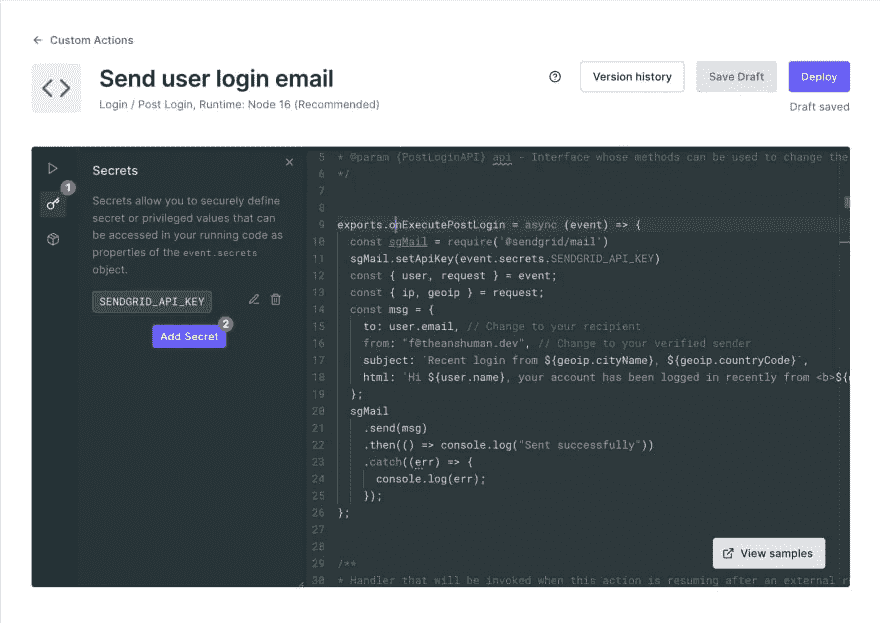 Custom Actions
Send user login email
Login / Post Login, Runtime: Node 16 (Recommended)
Version history
Save Draft
Deploy
Draft saved
1
Secrets
Secrets allow you to securely define
secret or privileged values that can
be accessed in your running code as
properties of the event.secrets
object.
SENDGRID_API_KEY
2
Add Secret
5 * @param {PostLoginAPI} api - Interface whose methods can be used to change the
6 */
7
8
9 exports.onExecutePostLogin = async (event) => {
10 const sgMail = require('@sendgrid/mail')
11 sgMail.setApiKey(event.secrets.SENDGRID_API_KEY)
12 const { user, request } = event;
13 const { ip, geoip } = request;
14 const msg = {
15 to: user.email, // Change to your recipient
16 from: "f@theanshuman.dev", // Change to your verified sender
17 subject: `Recent login from ${geoip.cityName}, ${geoip.countryCode}`,
18 html: `Hi ${user.name}, your account has been logged in recently from <b>${
19 };
20 sgMail
21 .send(msg)
22 .then(() => console.log("Sent successfully"))
23 .catch((err) => {
24 console.log(err);
25 });
26 };
27
28
29 /**
30 * Handler that will be invoked when this action is resuming after an external
View samples